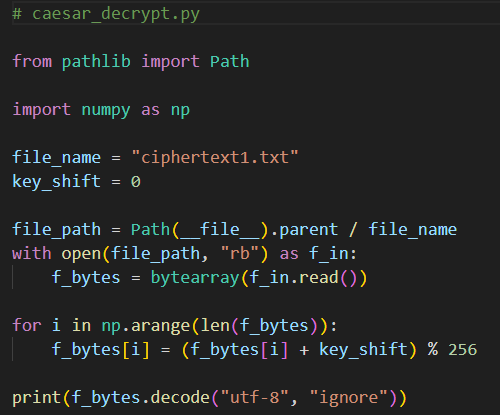 # caesar_decrypt.py
from pathlib import Path
import numpy as np
file_name = "ciphertext1.txt"
key_shift = 0
file_path = Path(__file__).parent / file_name
with open(file_path, "rb") as f_in:
    f_bytes = bytearray(f_in.read())
for i in np.arange(len(f_bytes)):
    f_bytes[i] = (f_bytes[i] + key_shift) % 256
print(f_bytes.decode("utf-8", "ignore"))